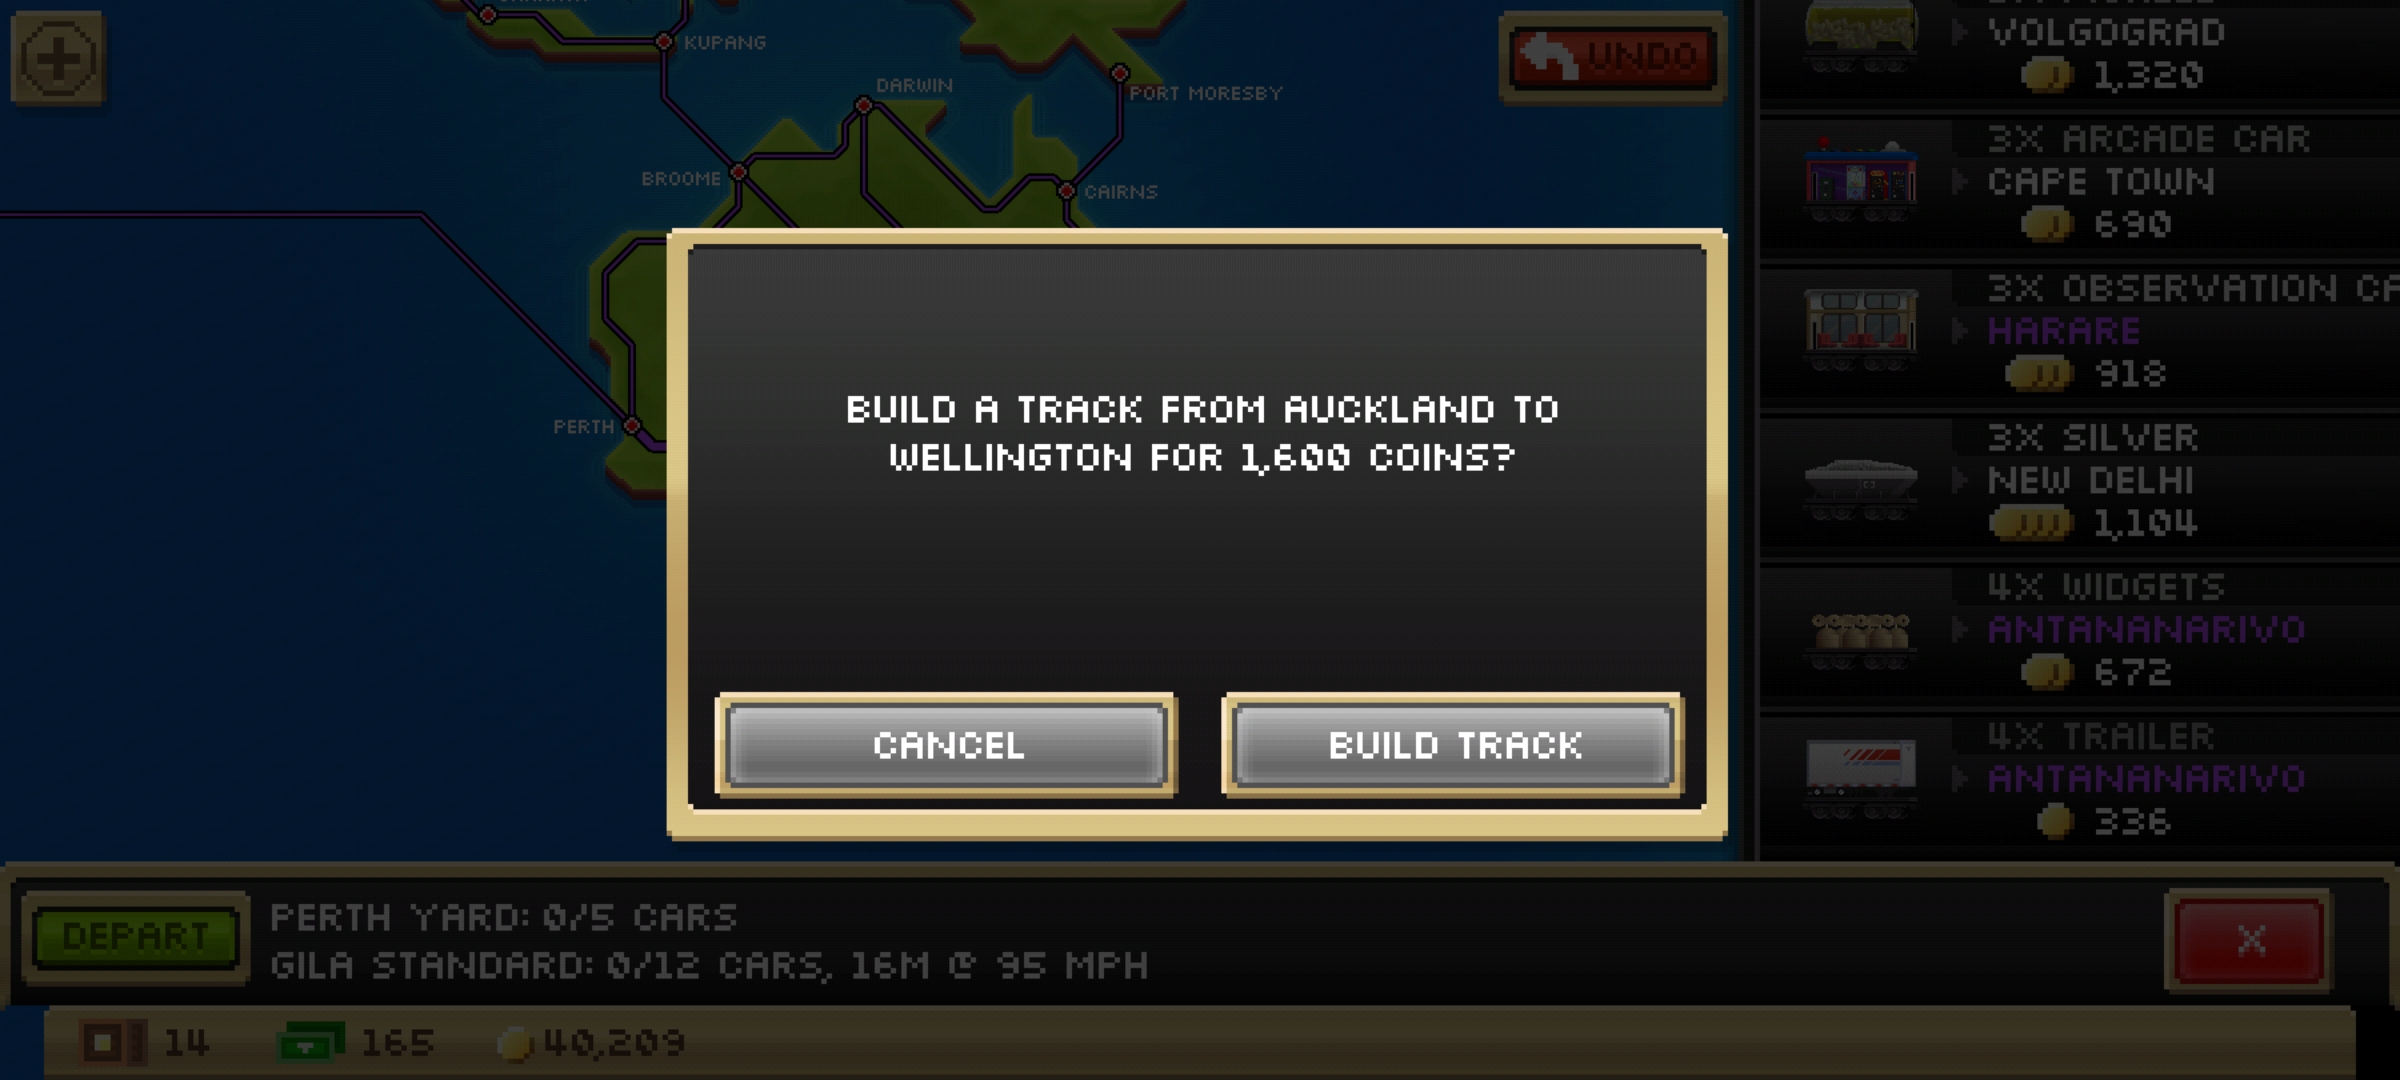 KUPANG
DARWIN
PORT MORESBY
BROOME
CAIRNS
PERTH
UNDO
VOLGOGRAD
1,320
3X ARCADE CAR
CAPE TOWN
690
3X OBSERVATION CA
HARARE
918
3X SILVER
NEW DELHI
1,104
4X WIDGETS
ANTANANARIVO
672
4X TRAILER
ANTANANARIVO
336
BUILD A TRACK FROM AUCKLAND TO
WELLINGTON FOR 1,600 COINS?
CANCEL
BUILD TRACK
DEPART
PERTH YARD: 0/5 CARS
GILA STANDARD: 0/12 CARS, 16M @ 95 MPH
X
14
165
40,209